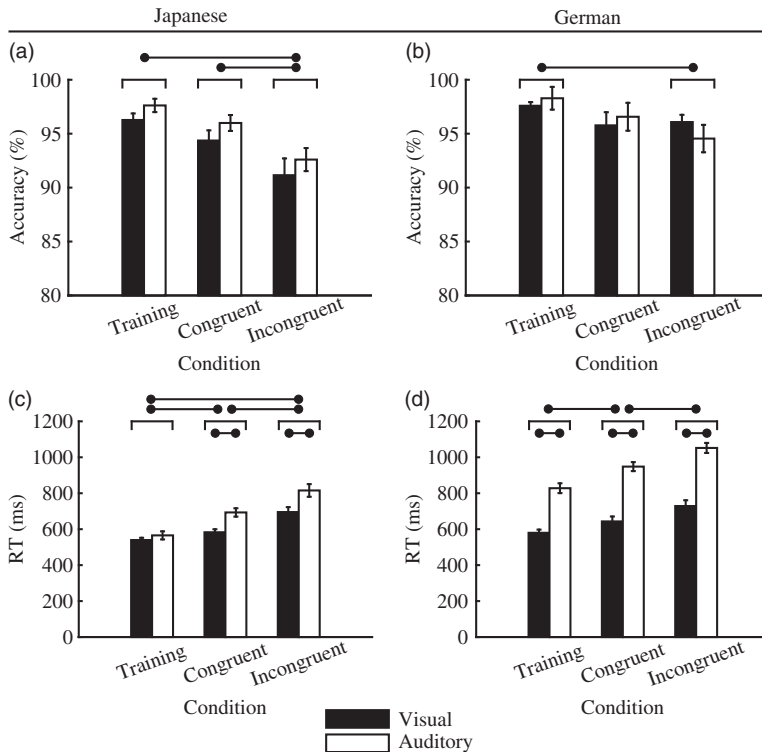 Japanese
German
(a)
(b)
100
95
90
85
80
Accuracy (%)
Training
Congruent
Incongruent
Condition
100
95
90
85
80
Accuracy (%)
Training
Congruent
Incongruent
Condition
(c)
(d)
1200
1000
800
600
400
200
0
RT (ms)
Training
Congruent
Incongruent
Condition
1200
1000
800
600
400
200
0
RT (ms)
Training
Congruent
Incongruent
Condition
Visual
Auditory